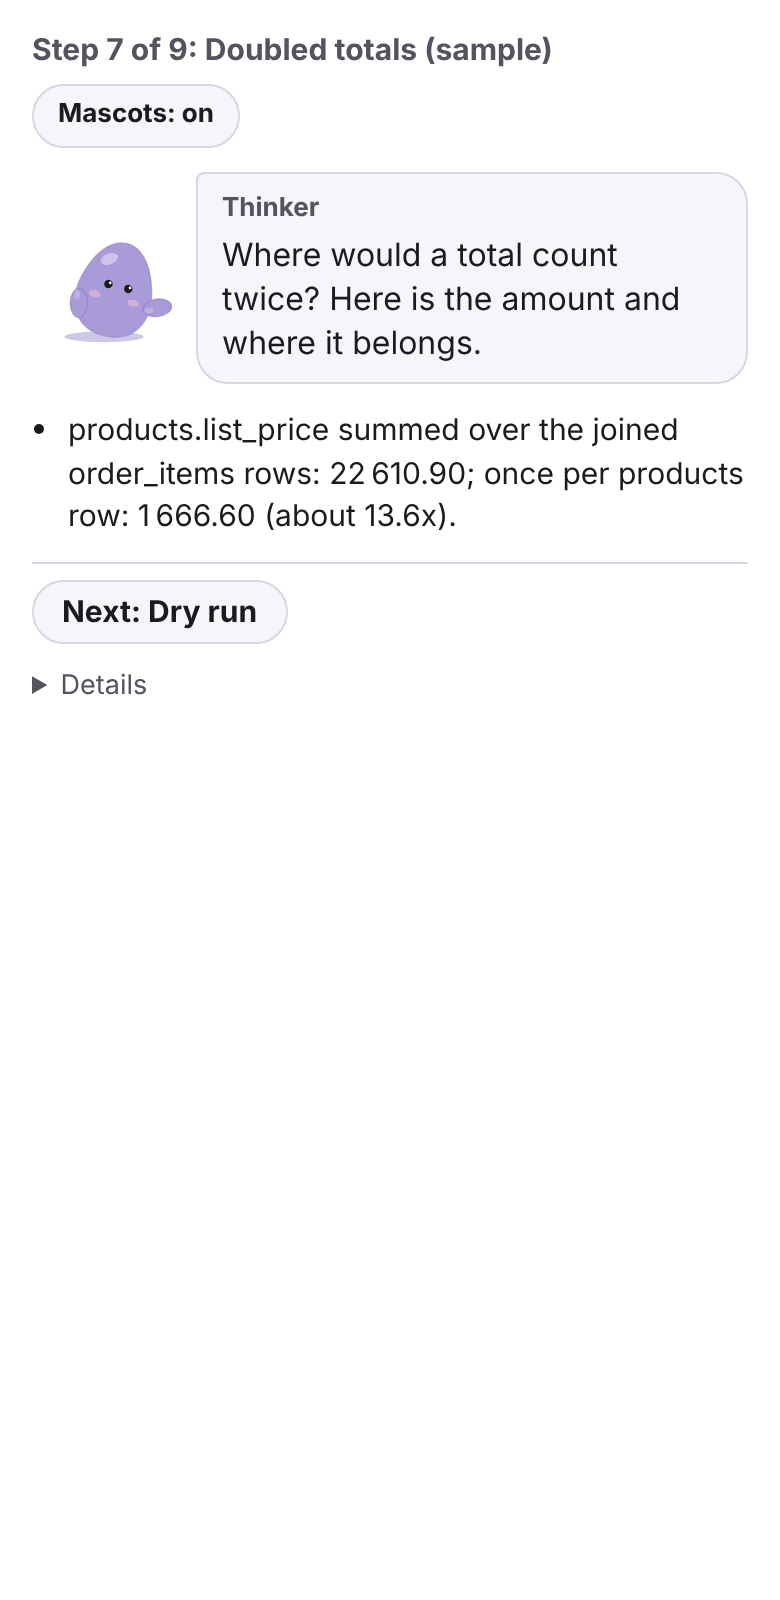 Step 7 of 9: Doubled totals (sample)
Mascots: on
Thinker
Where would a total count
twice? Here is the amount and
where it belongs.
• products.list_price summed over the joined
order_items rows: 22 610.90; once per products
row: 1 666.60 (about 13.6x).
Next: Dry run
▶ Details